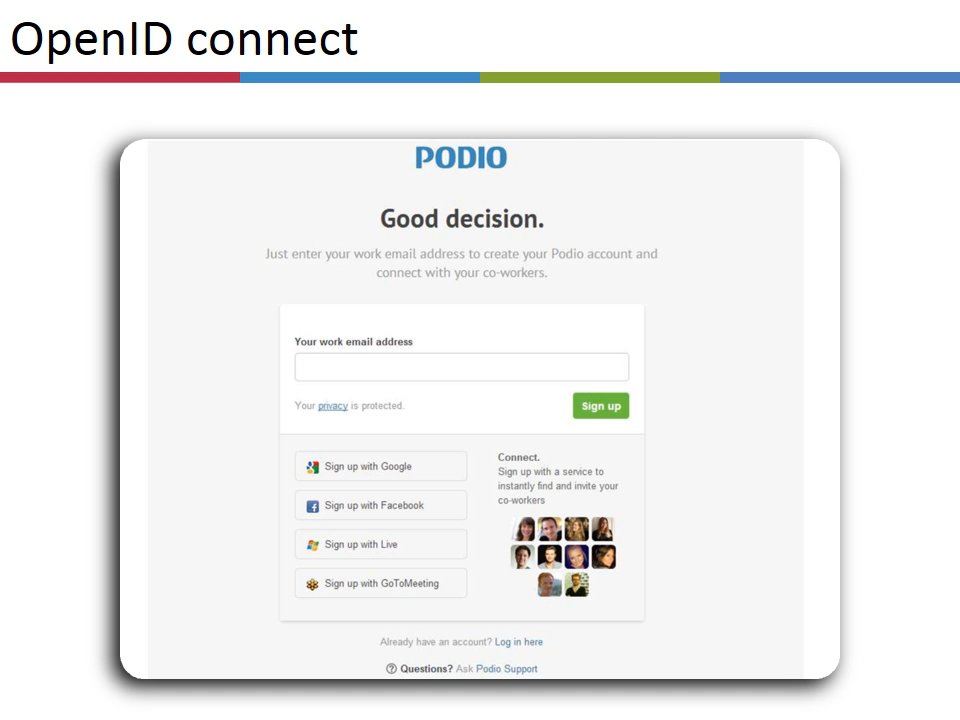 OpenID connect
PODIO
Good decision.
Just enter your work email address to create your Podio account and
connect with your co-workers.
Your work email address
Your privacy is protected.
Sign up
Sign up with Google
Sign up with Facebook
Sign up with Live
Sign up with GoToMeeting
Connect.
Sign up with a service to
instantly find and invite your
co-workers
Already have an account? Log in here
Questions? Ask Podio Support